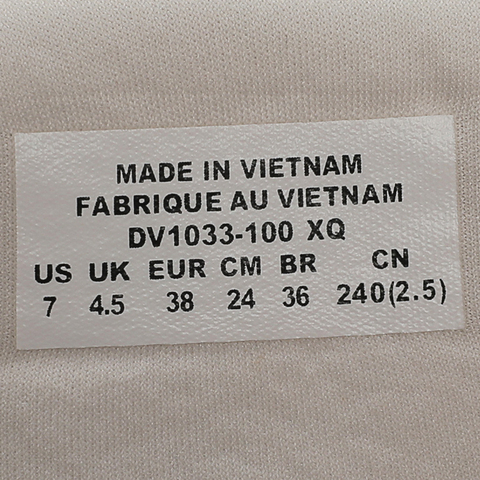 MADE IN VIETNAM
FABRIQUE AU VIETNAM
DV1033-100 XQ
US UK EUR CM BR CN
7 4.5 38 24 36 240(2.5)